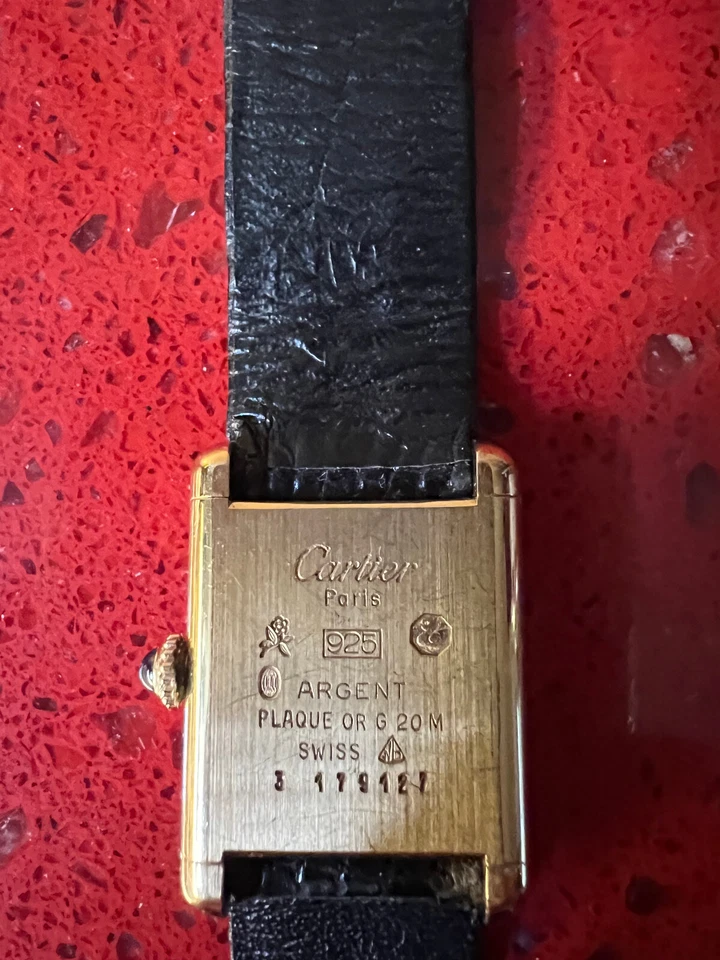 Cartier
Paris
925
ARGENT
PLAQUE OR G 20 M
SWISS
3 179127